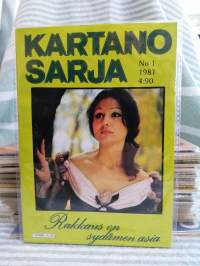 KARTANO
SARJA
No 1
1981
4.90
Rakkaus on
sydämen asia